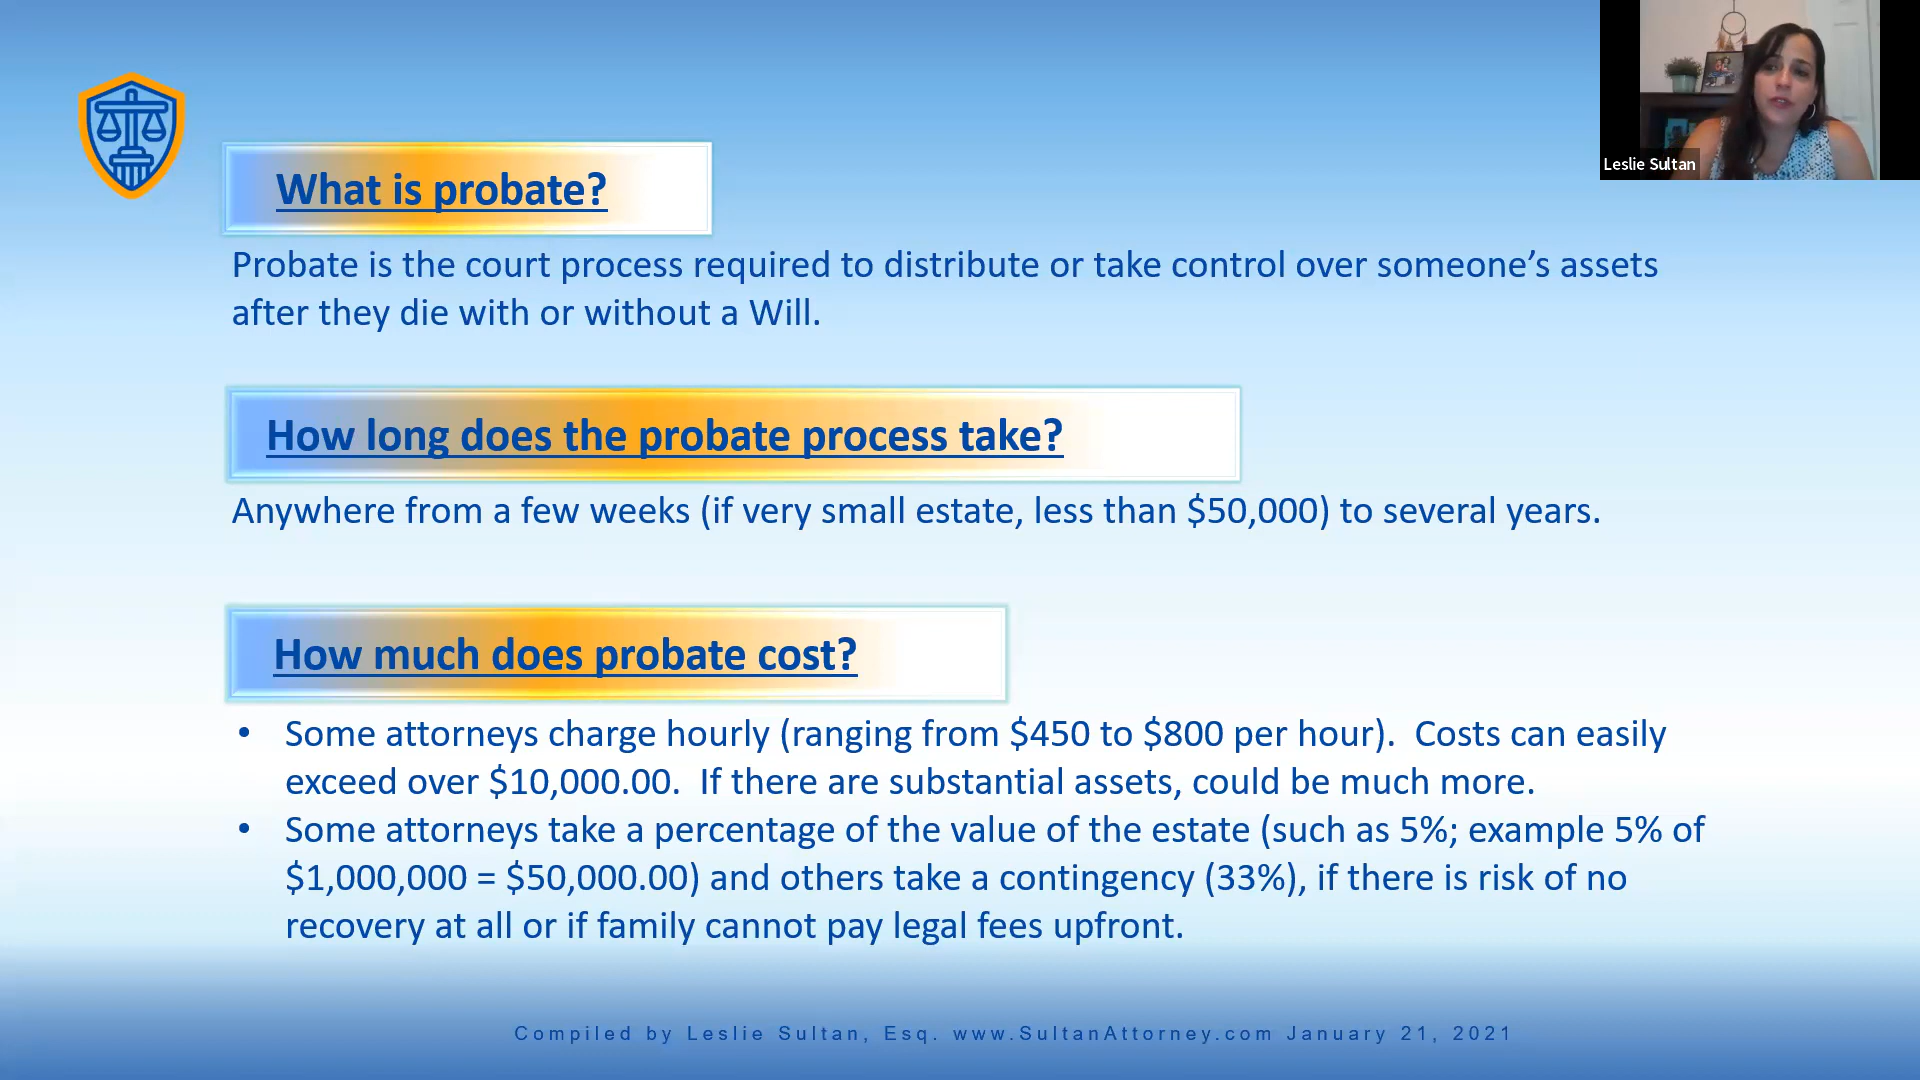 Leslie Sultan
What is probate?
Probate is the court process required to distribute or take control over someone’s assets
after they die with or without a Will.
How long does the probate process take?
Anywhere from a few weeks (if very small estate, less than $50,000) to several years.
How much does probate cost?
• Some attorneys charge hourly (ranging from $450 to $800 per hour).  Costs can easily
exceed over $10,000.00.  If there are substantial assets, could be much more.
• Some attorneys take a percentage of the value of the estate (such as 5%; example 5% of
$1,000,000 = $50,000.00) and others take a contingency (33%), if there is risk of no
recovery at all or if family cannot pay legal fees upfront.
Compiled by Leslie Sultan, Esq. www.SultanAttorney.com January 21, 2021